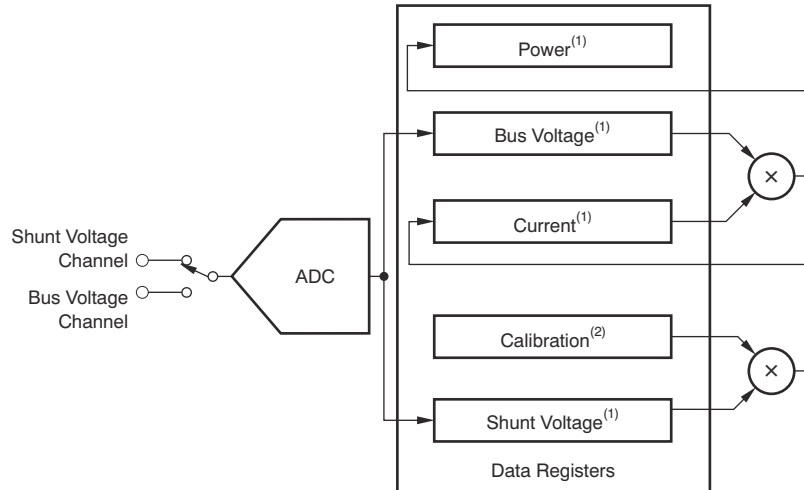 Power(1)
Bus Voltage(1)
×
Current(1)
Shunt Voltage
Channel
ADC
Bus Voltage
Channel
Calibration(2)
×
Shunt Voltage(1)
Data Registers